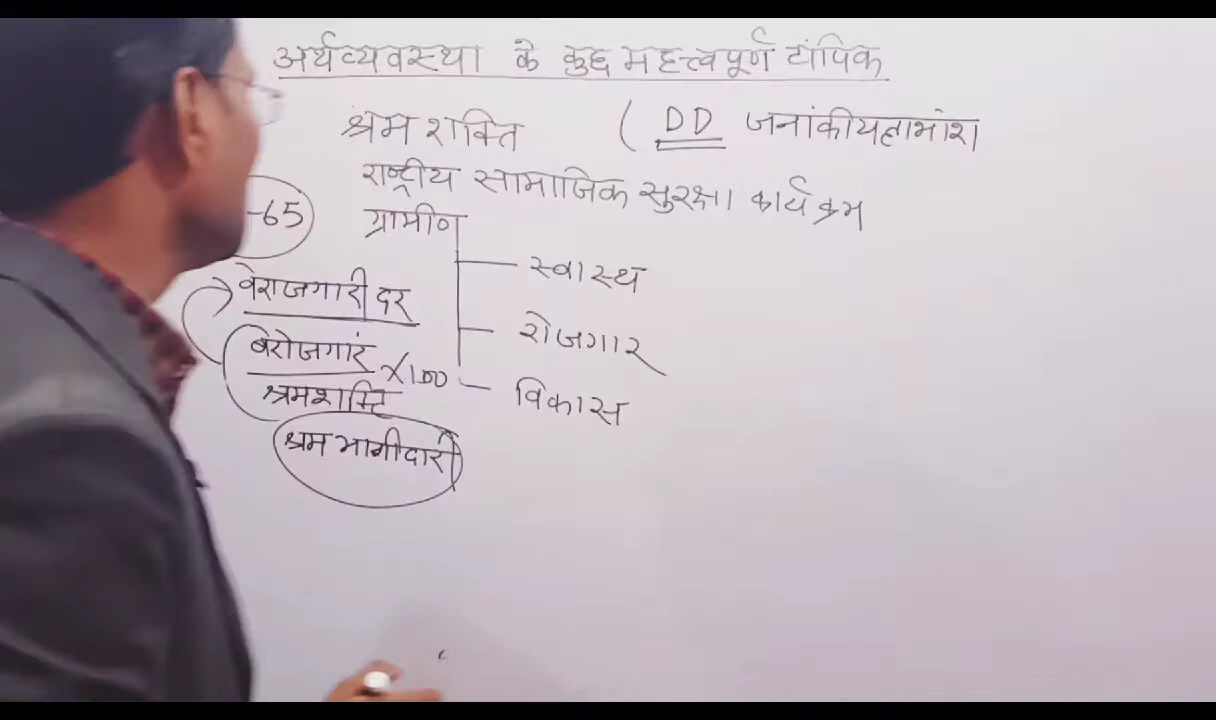 अर्थव्यवस्था के कुछ महत्त्वपूर्ण टॉपिक
श्रम शक्ति ( DD जनांकीयलाभांश
राष्ट्रीय सामाजिक सुरक्षा कार्यक्रम
-65 ग्रामीण
स्वास्थ
बेराजगारी दर
रोजगार
बेरोजगार x100
श्रमशक्ति
विकास
श्रम भागीदारी